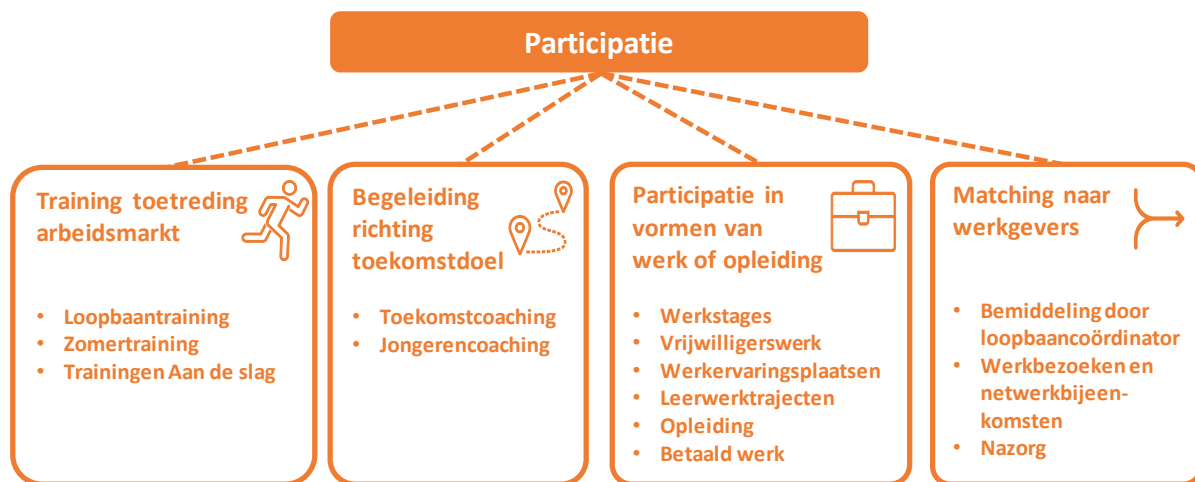 Participatie
Training toetreding
arbeidsmarkt
• Loopbaantraining
• Zomertraining
• Trainingen Aan de slag
Begeleiding
richting
toekomstdoel
• Toekomstcoaching
• Jongerencoaching
Participatie in
vormen van
werk of opleiding
• Werkstages
• Vrijwilligerswerk
• Werkervaringsplaatsen
• Leerwerktrajecten
• Opleiding
• Betaald werk
Matching naar
werkgevers
• Bemiddeling door
loopbaancoördinator
• Werkbezoeken en
netwerkbijeen-
komsten
• Nazorg